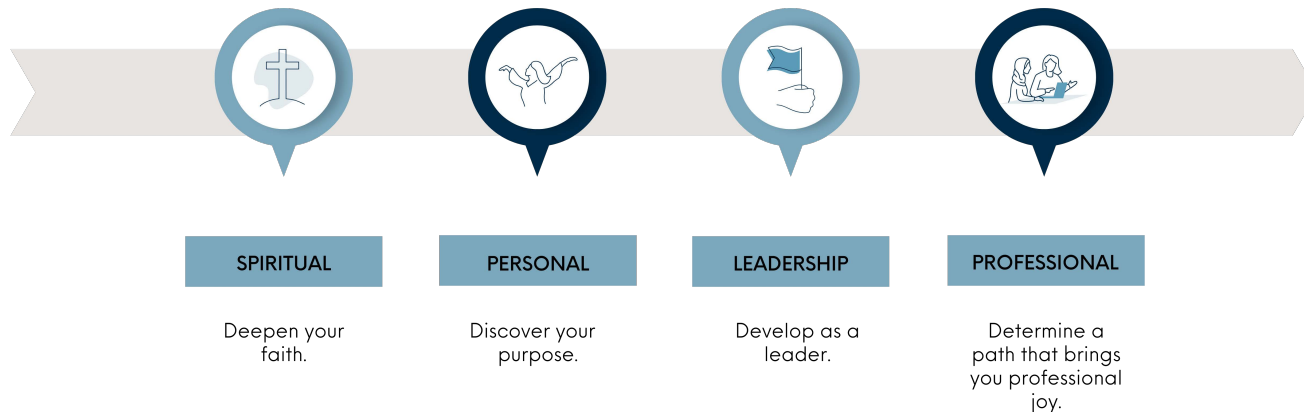 SPIRITUAL
Deepen your
faith.
PERSONAL
Discover your
purpose.
LEADERSHIP
Develop as a
leader.
PROFESSIONAL
Determine a
path that brings
you professional
joy.